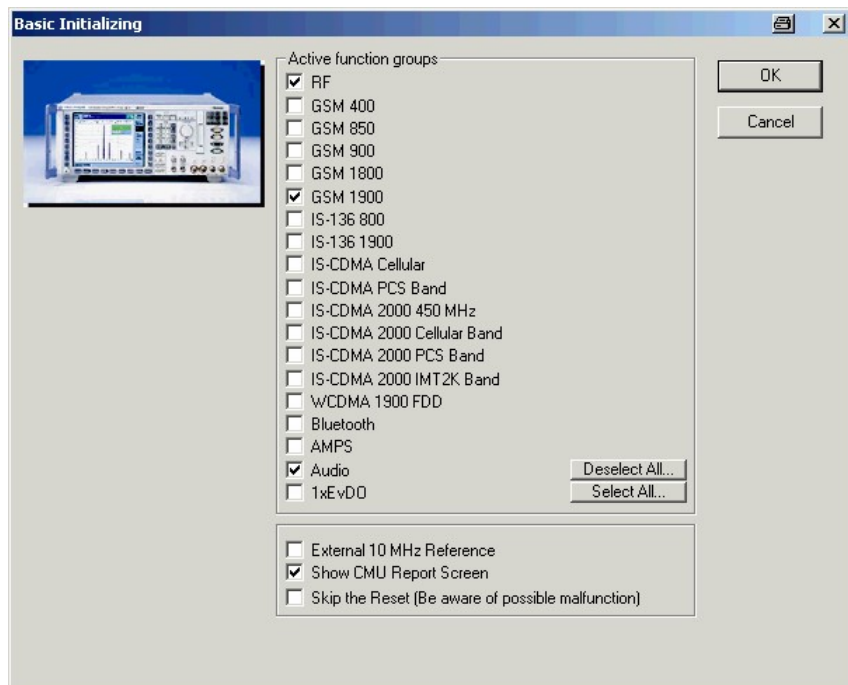 Basic Initializing
Active function groups
RF
GSM 400
GSM 850
GSM 900
GSM 1800
GSM 1900
IS-136 800
IS-136 1900
IS-CDMA Cellular
IS-CDMA PCS Band
IS-CDMA 2000 450 MHz
IS-CDMA 2000 Cellular Band
IS-CDMA 2000 PCS Band
IS-CDMA 2000 IMT2K Band
WCDMA 1900 FDD
Bluetooth
AMPS
Audio
1xEvDO
Deselect All...
Select All...
OK
Cancel
External 10 MHz Reference
Show CMU Report Screen
Skip the Reset (Be aware of possible malfunction)